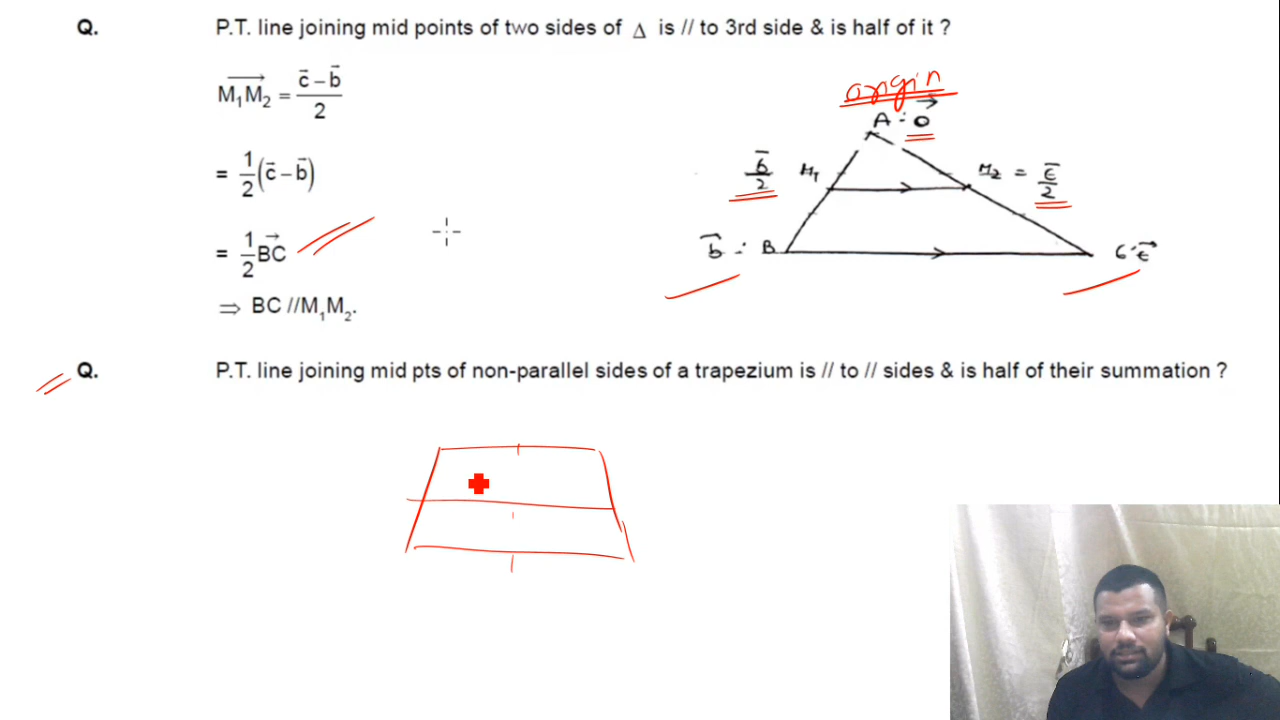 Q. P.T. line joining mid points of two sides of Δ is // to 3rd side & is half of it ?
origin
A : 0⃗
M₁M₂⃗ = (c̄ – b̄)/2
b̄/2 M₁
M₂ = c̄/2
= 1/2(c̄ – b̄)
b⃗ : B
C : c⃗
= 1/2 BC⃗
⇒ BC //M₁M₂.
Q. P.T. line joining mid pts of non-parallel sides of a trapezium is // to // sides & is half of their summation ?